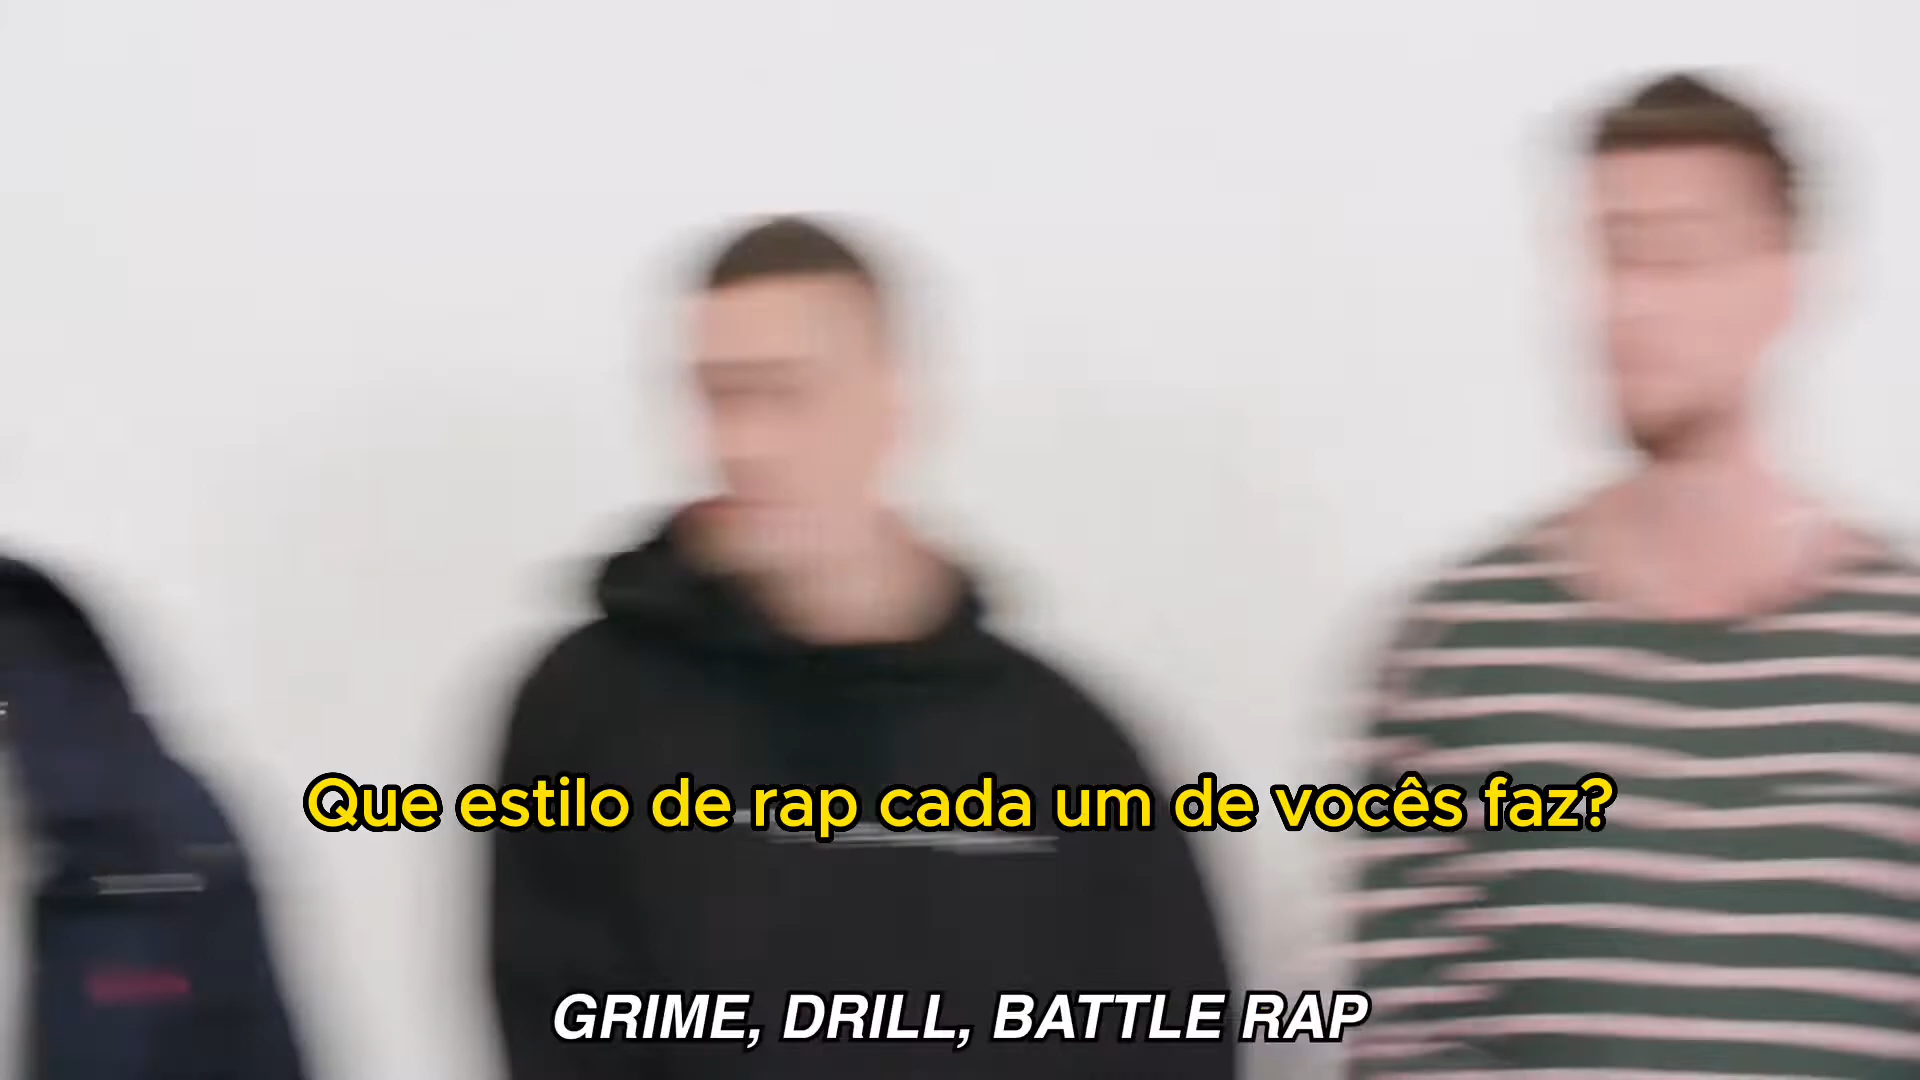 Que estilo de rap cada um de vocês faz?
GRIME, DRILL, BATTLE RAP